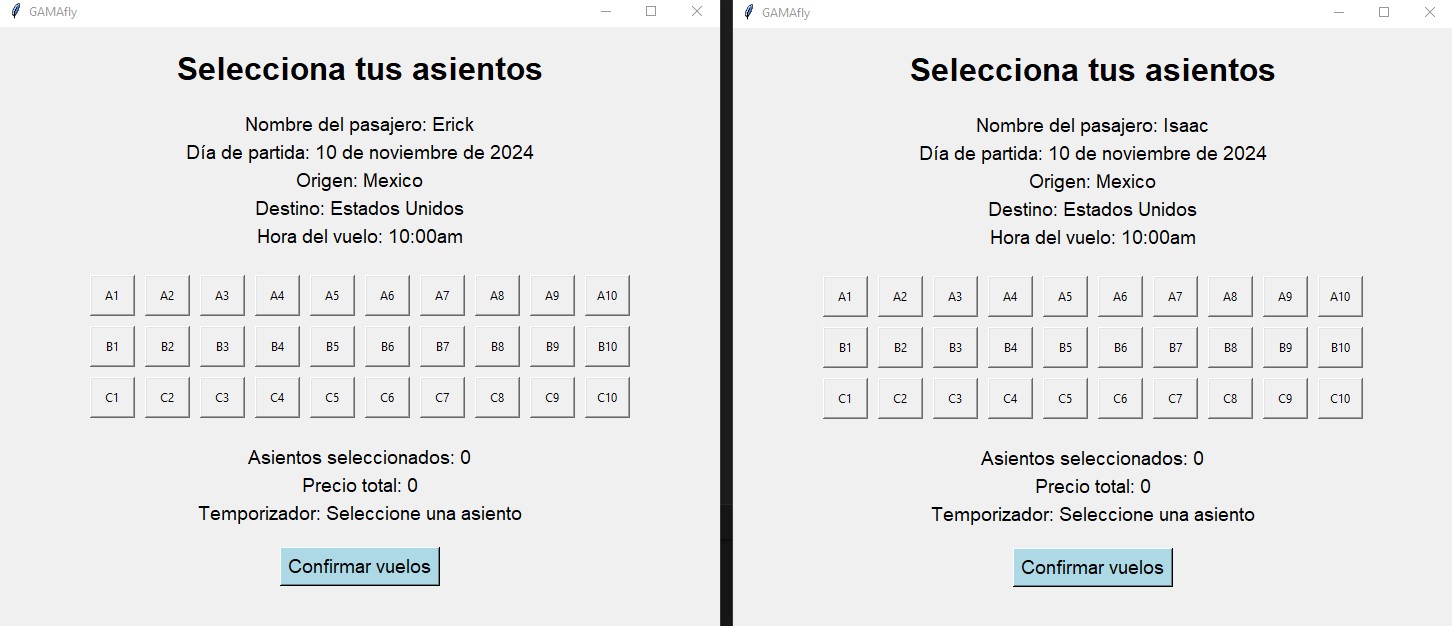 GAMAfly
Selecciona tus asientos
Nombre del pasajero: Erick
Día de partida: 10 de noviembre de 2024
Origen: Mexico
Destino: Estados Unidos
Hora del vuelo: 10:00am
A1 A2 A3 A4 A5 A6 A7 A8 A9 A10
B1 B2 B3 B4 B5 B6 B7 B8 B9 B10
C1 C2 C3 C4 C5 C6 C7 C8 C9 C10
Asientos seleccionados: 0
Precio total: 0
Temporizador: Seleccione una asiento
Confirmar vuelos
GAMAfly
Selecciona tus asientos
Nombre del pasajero: Isaac
Día de partida: 10 de noviembre de 2024
Origen: Mexico
Destino: Estados Unidos
Hora del vuelo: 10:00am
A1 A2 A3 A4 A5 A6 A7 A8 A9 A10
B1 B2 B3 B4 B5 B6 B7 B8 B9 B10
C1 C2 C3 C4 C5 C6 C7 C8 C9 C10
Asientos seleccionados: 0
Precio total: 0
Temporizador: Seleccione una asiento
Confirmar vuelos